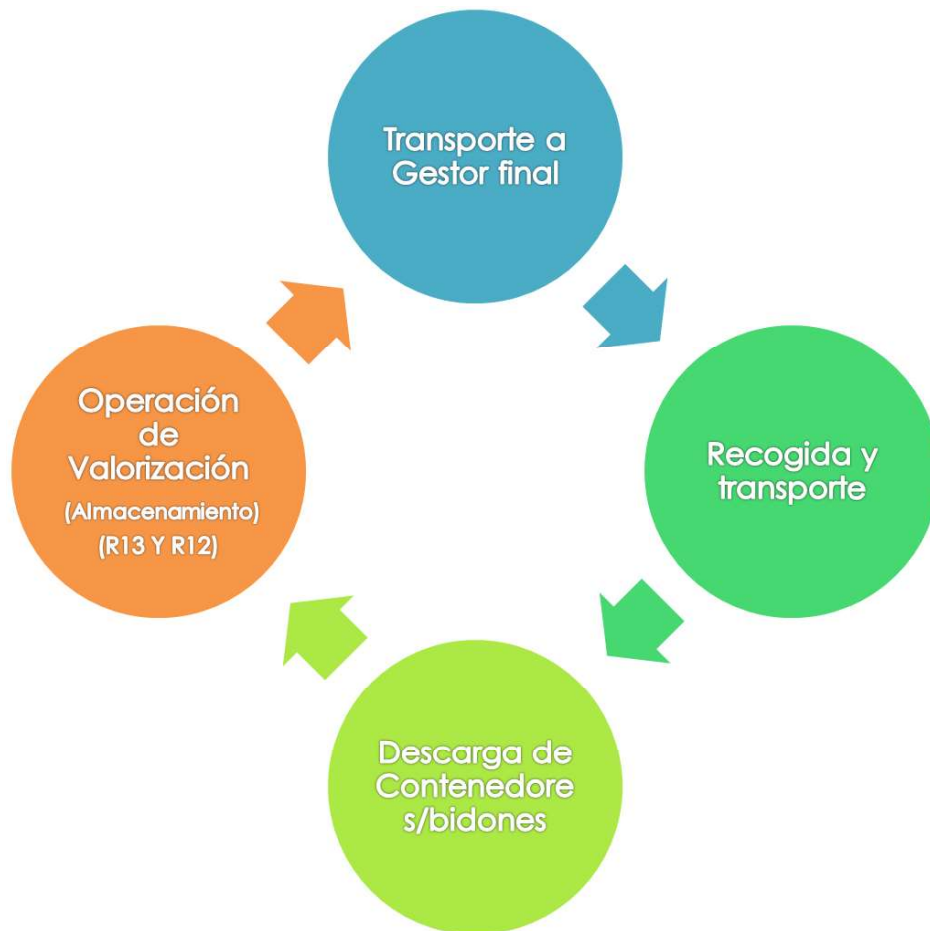 Transporte a
Gestor final
Recogida y
transporte
Descarga de
Contenedore
s/bidones
Operación
de
Valorización
(Almacenamiento)
(R13 Y R12)